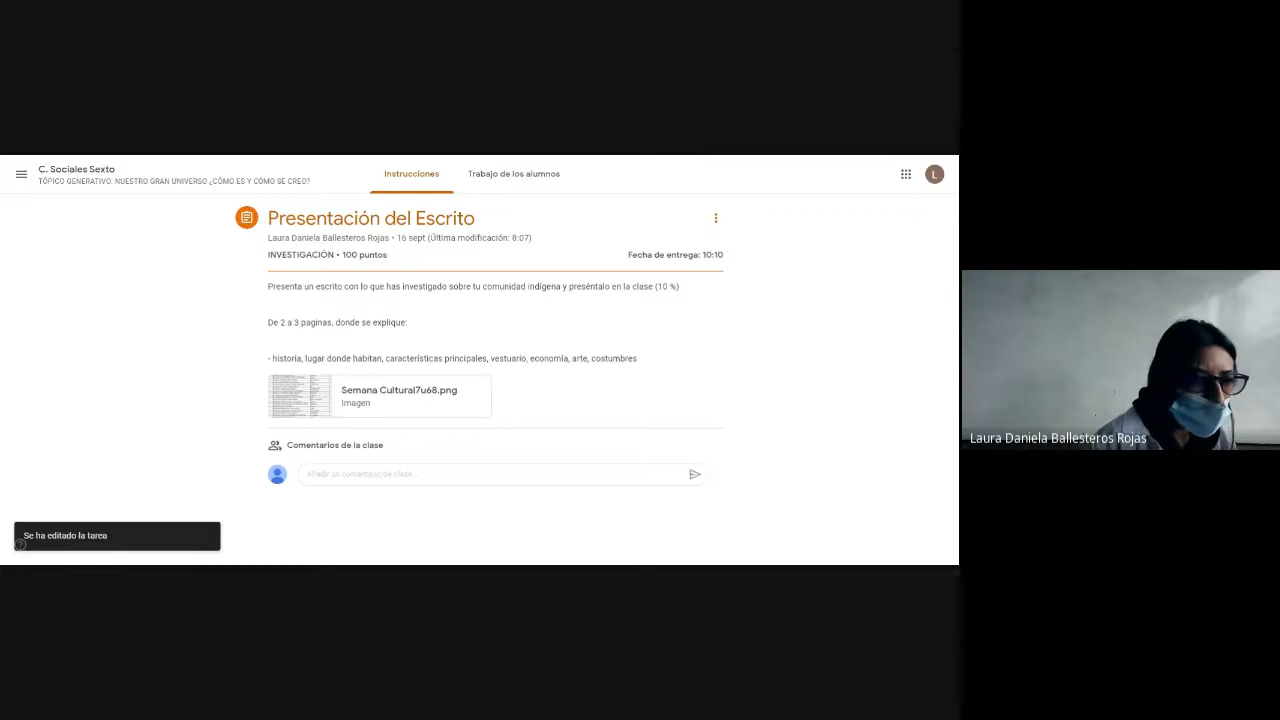 C. Sociales Sexto
TÓPICO GENERATIVO: NUESTRO GRAN UNIVERSO ¿CÓMO ES Y CÓMO SE CREO?
Instrucciones
Trabajo de los alumnos
L
Presentación del Escrito
Laura Daniela Ballesteros Rojas • 16 sept (Última modificación: 8:07)
INVESTIGACIÓN • 100 puntos
Fecha de entrega: 10:10
Presenta un escrito con lo que has investigado sobre tu comunidad indígena y preséntalo en la clase (10 %)
De 2 a 3 paginas, donde se explique:
- historia, lugar donde habitan, características principales, vestuario, economía, arte, costumbres
Semana Cultural7u68.png
Imagen
Comentarios de la clase
Añadir un comentario de clase...
Se ha editado la tarea
Laura Daniela Ballesteros Rojas